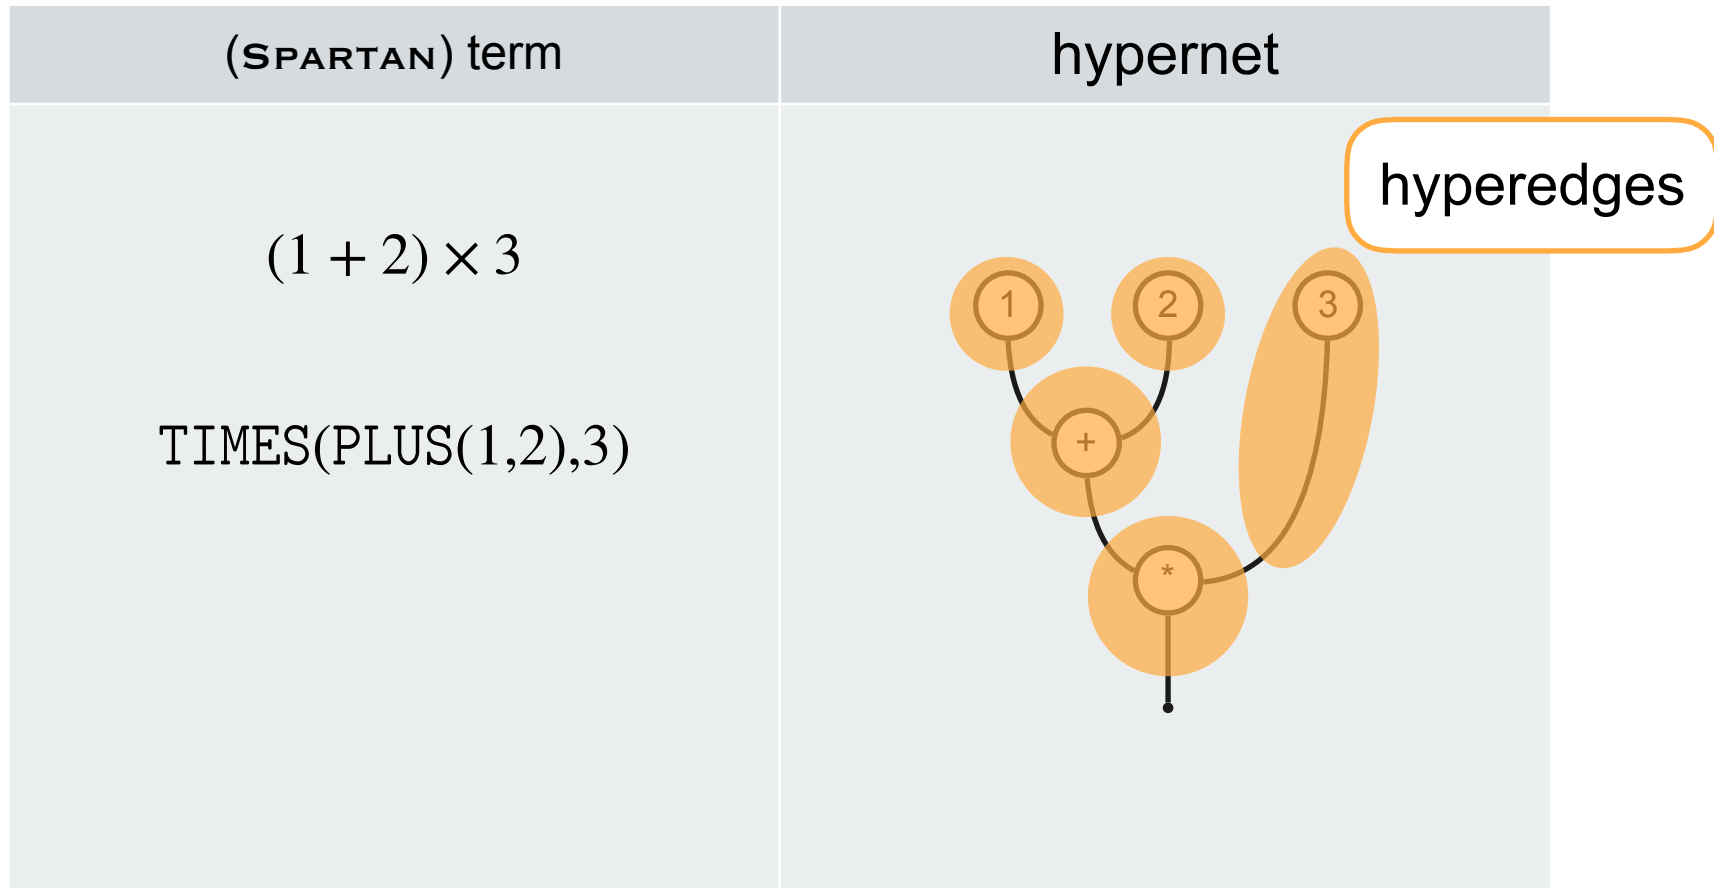 (SPARTAN) term
hypernet
hyperedges
(1 + 2) × 3
1 2 3
TIMES(PLUS(1,2),3)
+
*